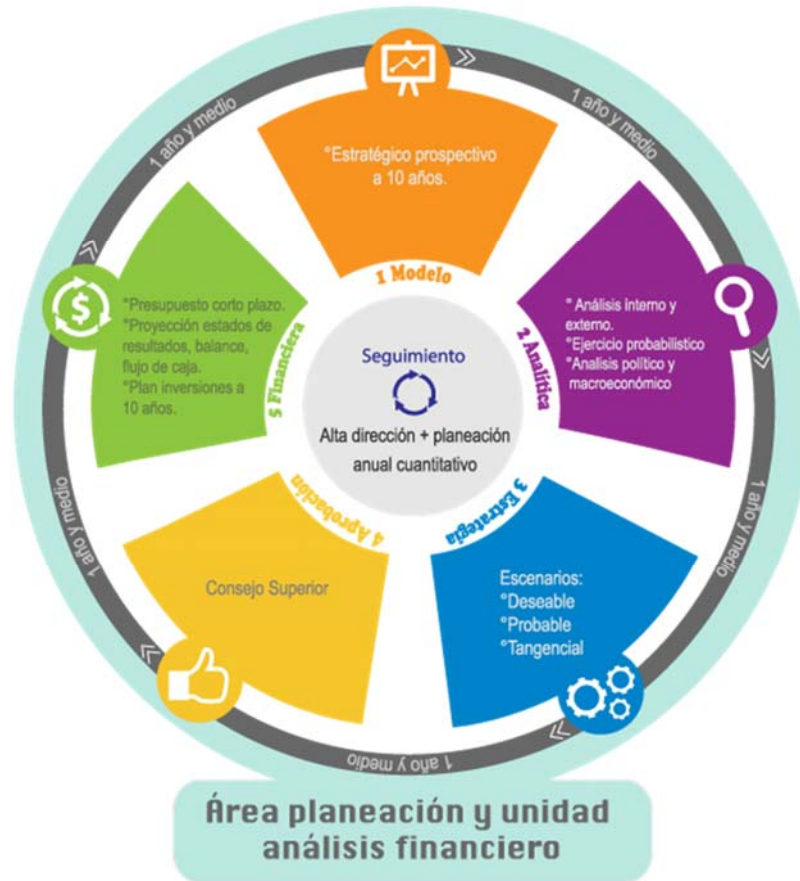 1 año y medio
1 año y medio
1 año y medio
1 año y medio
1 año y medio
°Estratégico prospectivo
a 10 años.
1 Modelo
° Análisis Interno y
externo.
°Ejercicio probabilístico
°Analisis político y
macroeconómico
2 Analítica
Escenarios:
°Deseable
°Probable
°Tangencial
3 Estrategia
Consejo Superior
4 Aprobación
°Presupuesto corto plazo.
°Proyección estados de
resultados, balance,
flujo de caja.
°Plan inversiones a
10 años.
5 Financiera
$
Seguimiento
Alta dirección + planeación
anual cuantitativo
Área planeación y unidad
análisis financiero